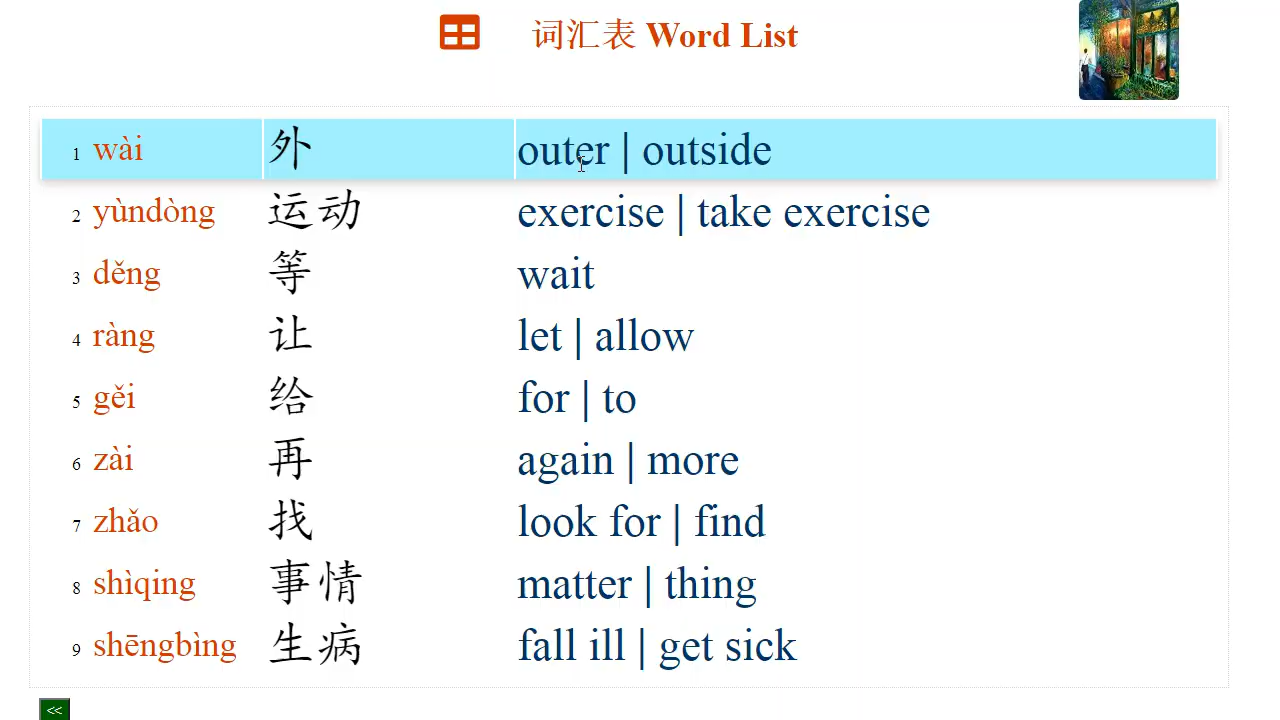 词汇表 Word List
1 wài 外 outer | outside
2 yùndòng 运动 exercise | take exercise
3 děng 等 wait
4 ràng 让 let | allow
5 gěi 给 for | to
6 zài 再 again | more
7 zhǎo 找 look for | find
8 shìqing 事情 matter | thing
9 shēngbìng 生病 fall ill | get sick
<<